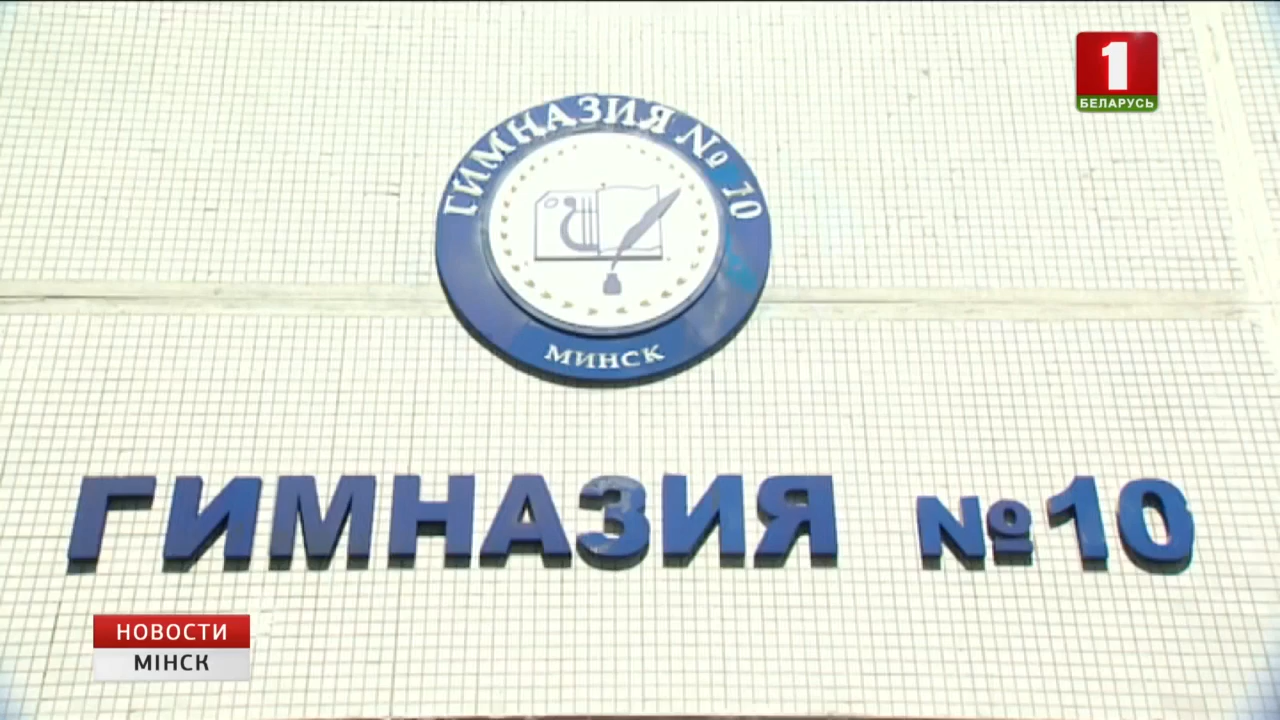 1
БЕЛАРУСЬ
ГИМНАЗИЯ № 10
МИНСК
ГИМНАЗИЯ №10
НОВОСТИ
МІНСК